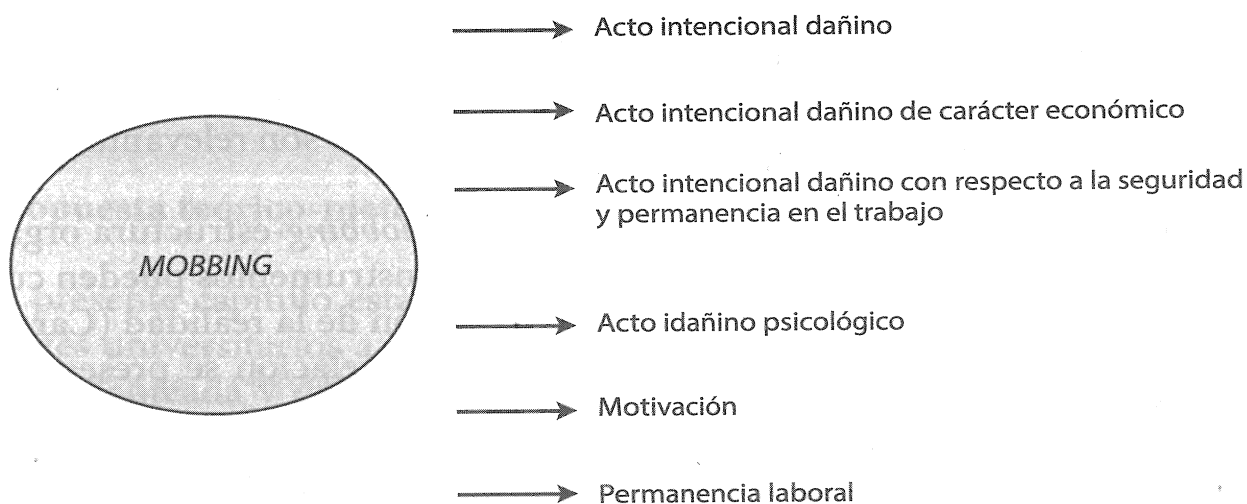 Acto intencional dañino
Acto intencional dañino de carácter económico
Acto intencional dañino con respecto a la seguridad
y permanencia en el trabajo
MOBBING
Acto idañino psicológico
Motivación
Permanencia laboral